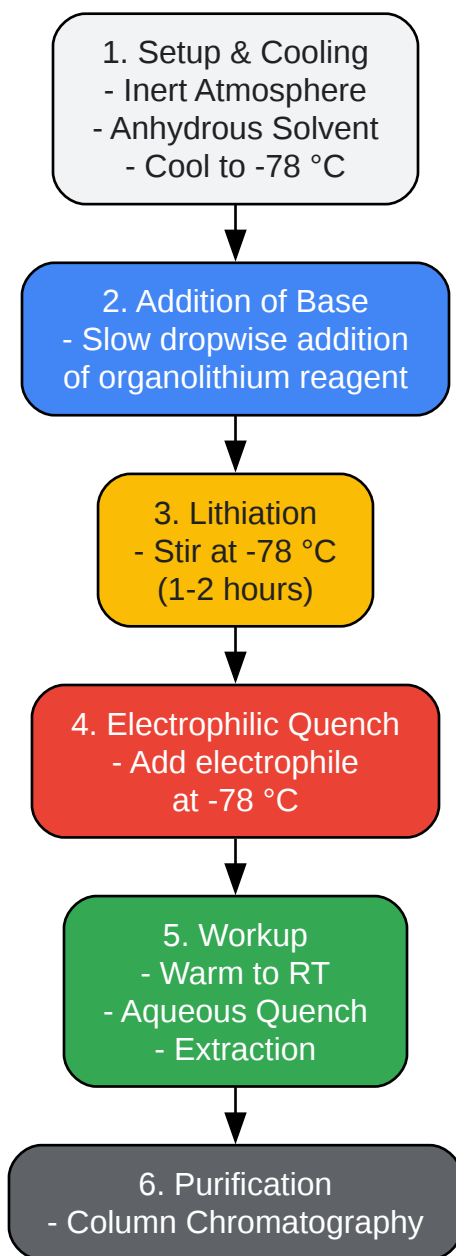 1. Setup & Cooling
- Inert Atmosphere
- Anhydrous Solvent
- Cool to -78 °C
2. Addition of Base
- Slow dropwise addition
of organolithium reagent
3. Lithiation
- Stir at -78 °C
(1-2 hours)
4. Electrophilic Quench
- Add electrophile
at -78 °C
5. Workup
- Warm to RT
- Aqueous Quench
- Extraction
6. Purification
- Column Chromatography